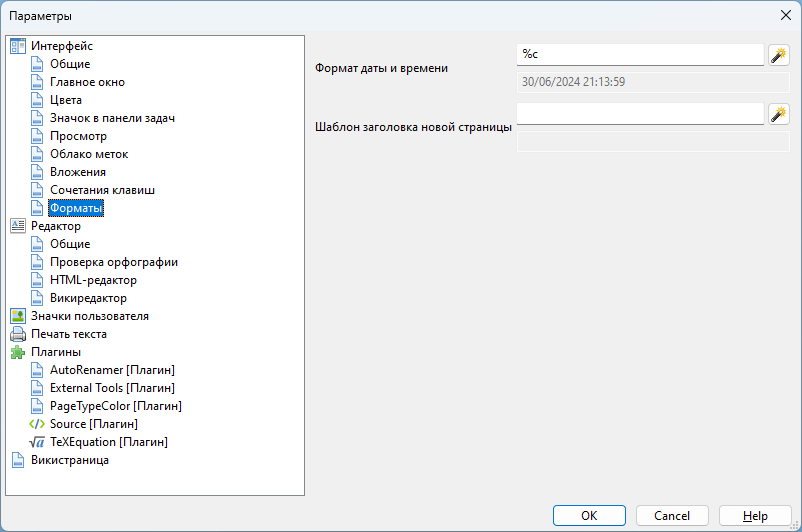 Параметры
Интерфейс
Общие
Главное окно
Цвета
Значок в панели задач
Просмотр
Облако меток
Вложения
Сочетания клавиш
Форматы
Редактор
Общие
Проверка орфографии
HTML-редактор
Викиредактор
Значки пользователя
Печать текста
Плагины
AutoRenamer [Плагин]
External Tools [Плагин]
PageTypeColor [Плагин]
Source [Плагин]
TeXEquation [Плагин]
Викистраница
Формат даты и времени
%c
30/06/2024 21:13:59
Шаблон заголовка новой страницы
OK
Cancel
Help